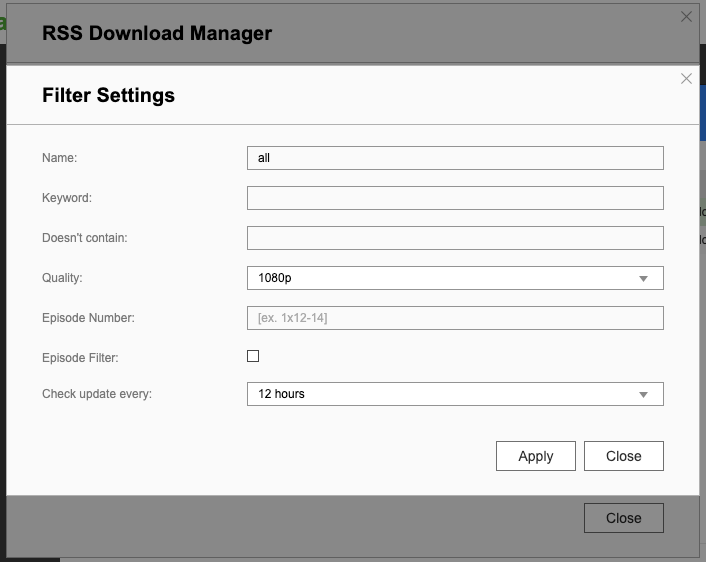 RSS Download Manager
Filter Settings
Name: all
Keyword:
Doesn't contain:
Quality: 1080p
Episode Number: [ex. 1x12-14]
Episode Filter:
Check update every: 12 hours
Apply Close
Close